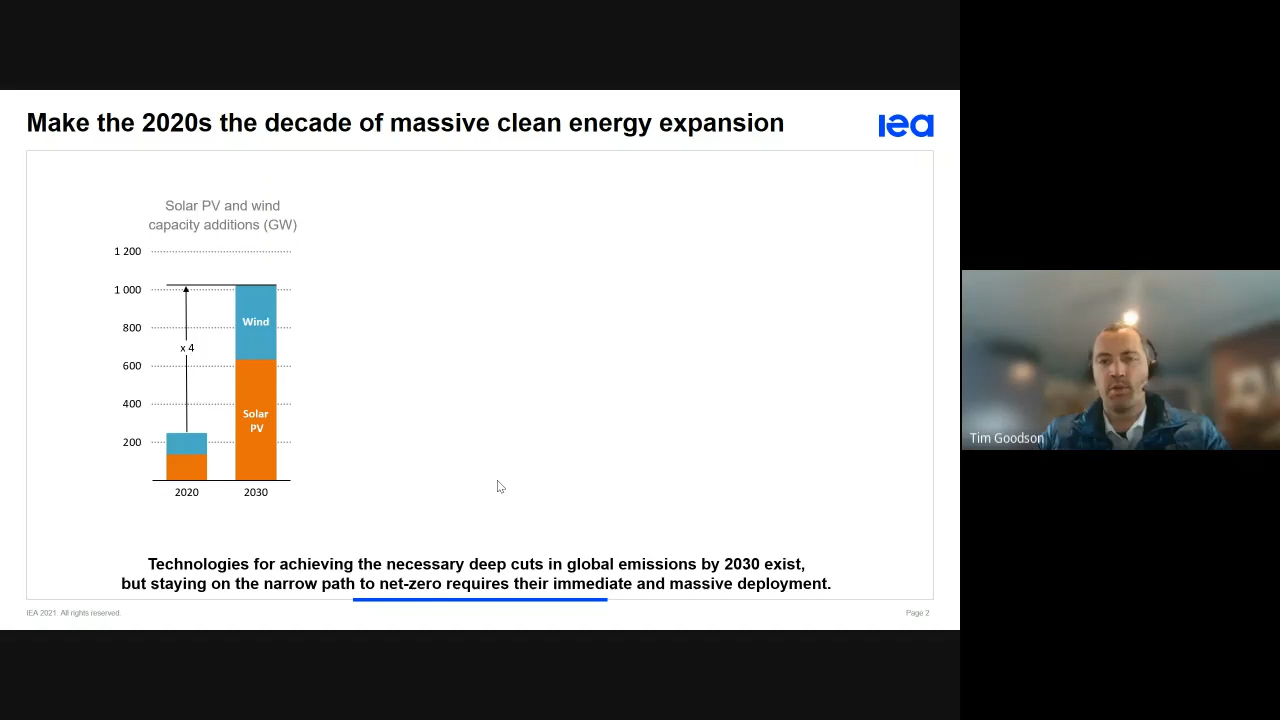 Make the 2020s the decade of massive clean energy expansion
iea
Solar PV and wind
capacity additions (GW)
1 200
1 000
800
600
400
200
x 4
Wind
Solar
PV
2020
2030
Technologies for achieving the necessary deep cuts in global emissions by 2030 exist,
but staying on the narrow path to net-zero requires their immediate and massive deployment.
IEA 2021. All rights reserved.
Page 2
Tim Goodson